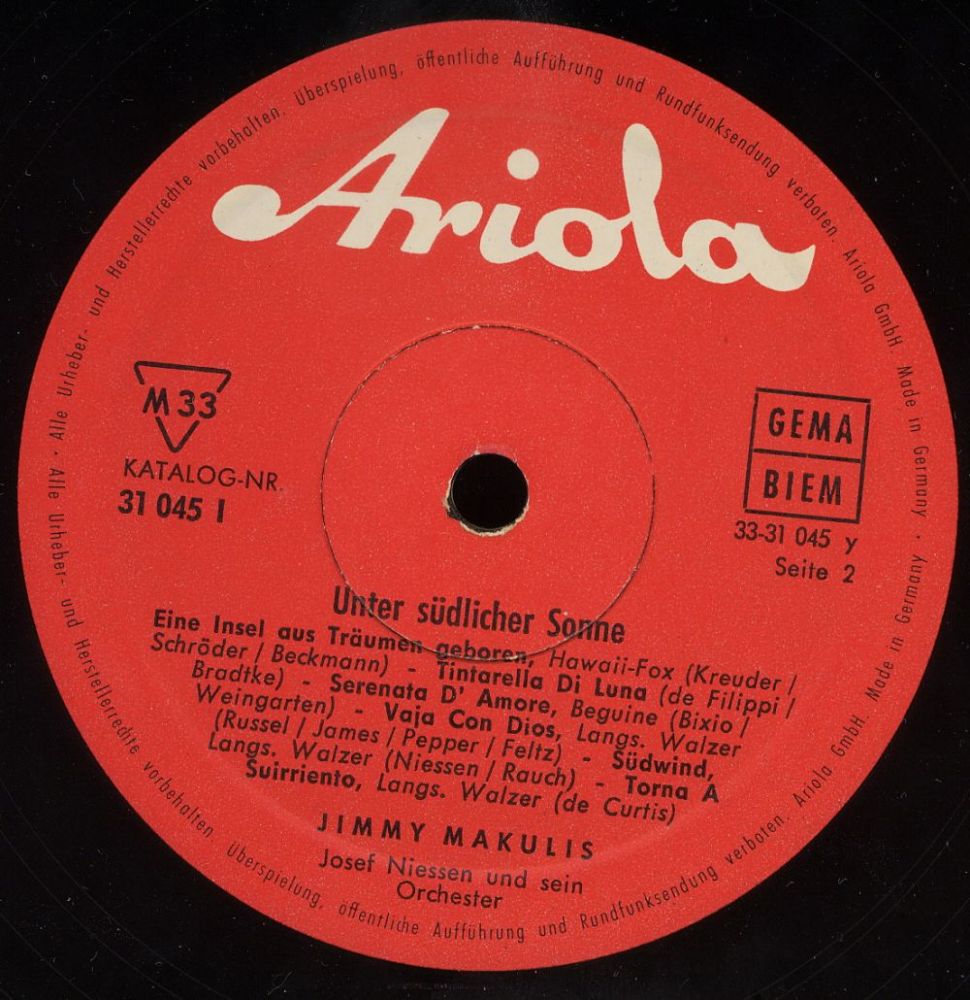 Alle Urheber- und Herstellerrechte vorbehalten. Überspielung, öffentliche Aufführung und Rundfunksendung verboten. Ariola GmbH. Made in Germany ·
Ariola
M 33
KATALOG-NR.
31 045 I
GEMA
BIEM
33-31 045 y
Seite 2
Unter südlicher Sonne
Eine Insel aus Träumen geboren, Hawaii-Fox (Kreuder /
Schröder / Beckmann) - Tintarella Di Luna (de Filippi /
Bradtke) - Serenata D' Amore, Beguine (Bixio /
Weingarten) - Vaja Con Dios, Langs. Walzer
(Russel / James / Pepper / Feltz) - Südwind,
Langs. Walzer (Niessen / Rauch) - Torna A
Suirriento, Langs. Walzer (de Curtis)
JIMMY MAKULIS
Josef Niessen und sein
Orchester
Alle Urheber- und Herstellerrechte vorbehalten. Überspielung, öffentliche Aufführung und Rundfunksendung verboten. Ariola GmbH. Made in Germany ·